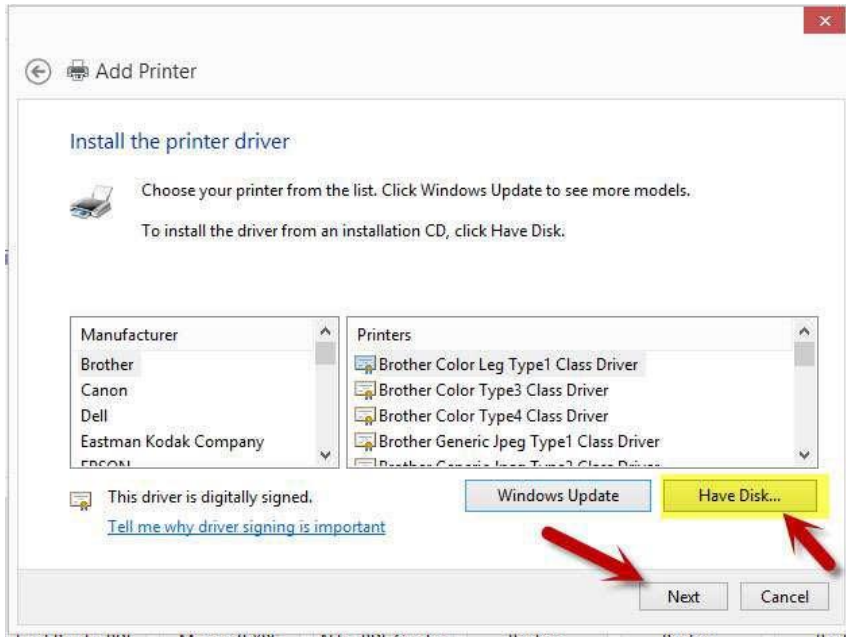 Add Printer
Install the printer driver
Choose your printer from the list. Click Windows Update to see more models.
To install the driver from an installation CD, click Have Disk.
Manufacturer
Brother
Canon
Dell
Eastman Kodak Company
EPSON
Printers
Brother Color Leg Type1 Class Driver
Brother Color Type3 Class Driver
Brother Color Type4 Class Driver
Brother Generic Jpeg Type1 Class Driver
This driver is digitally signed.
Tell me why driver signing is important
Windows Update
Have Disk...
Next
Cancel